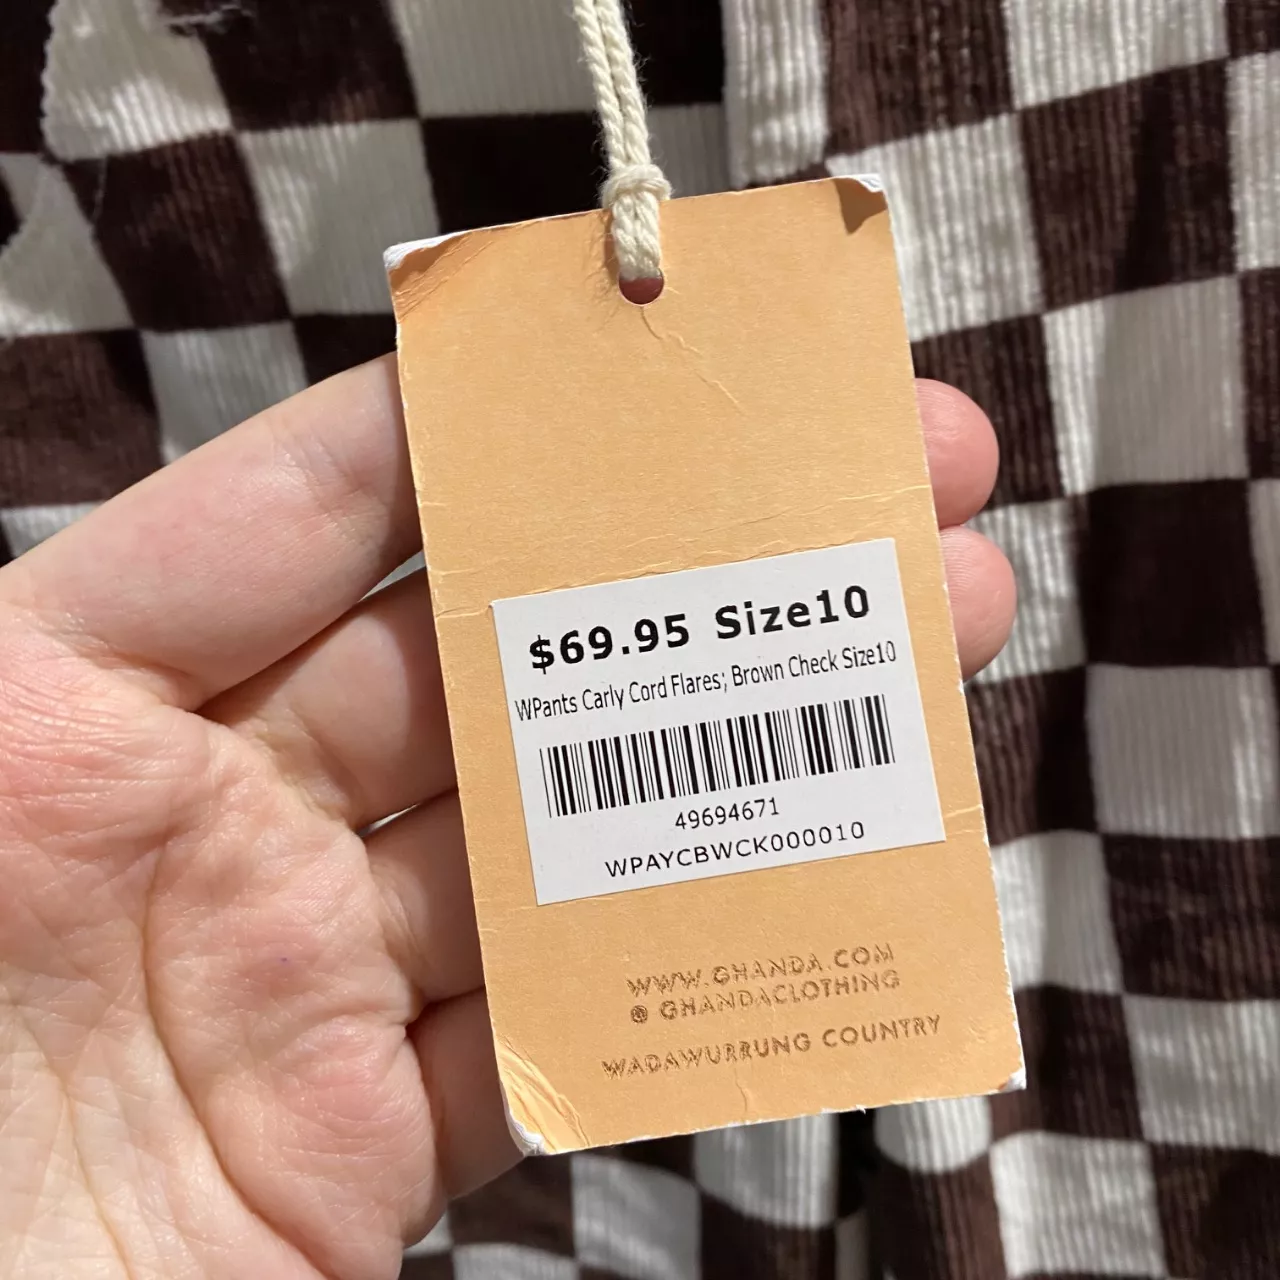 $69.95 Size10
WPants Carly Cord Flares; Brown Check Size10
49694671
WPAYCBWCK000010
WWW.GHANDA.COM
@ GHANDACLOTHING
WADAWURRUNG COUNTRY